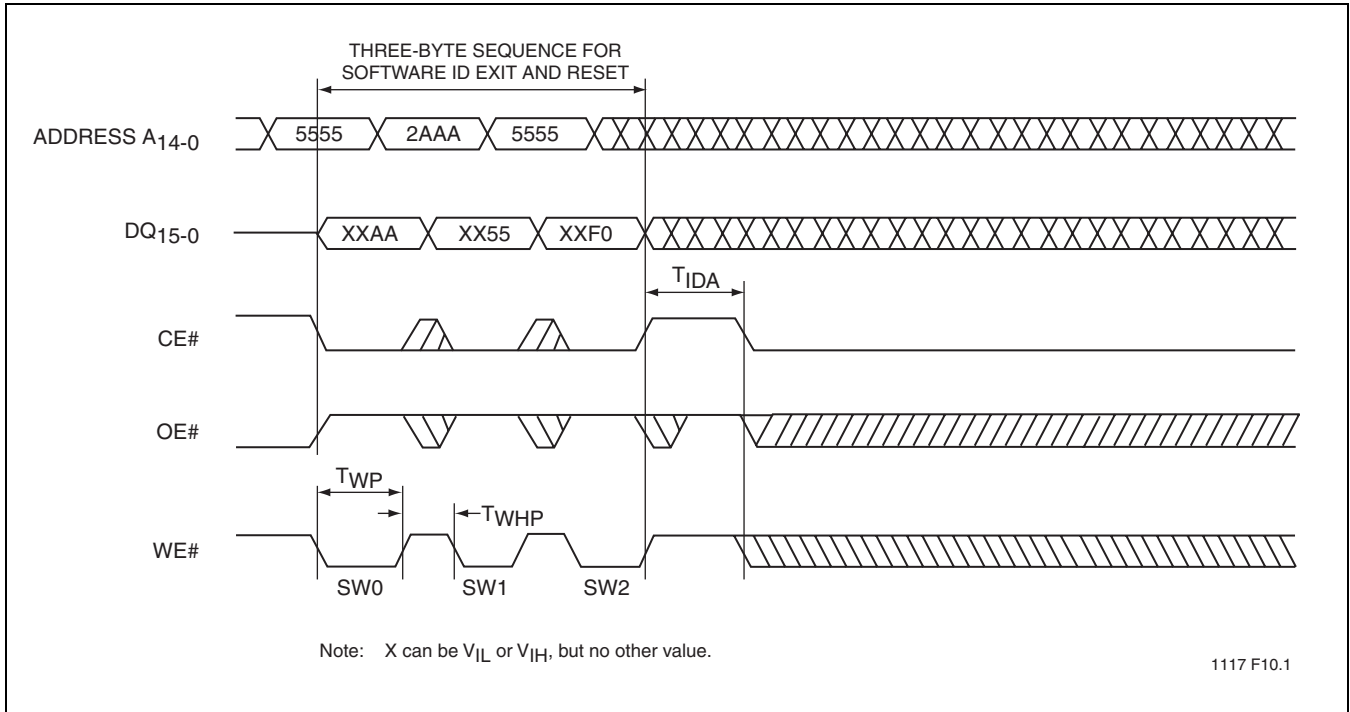 THREE-BYTE SEQUENCE FOR
SOFTWARE ID EXIT AND RESET
ADDRESS A14-0
5555 2AAA 5555
DQ15-0
XXAA XX55 XXF0
TIDA
CE#
OE#
TWP
TWHP
WE#
SW0 SW1 SW2
Note: X can be VIL or VIH, but no other value.
1117 F10.1